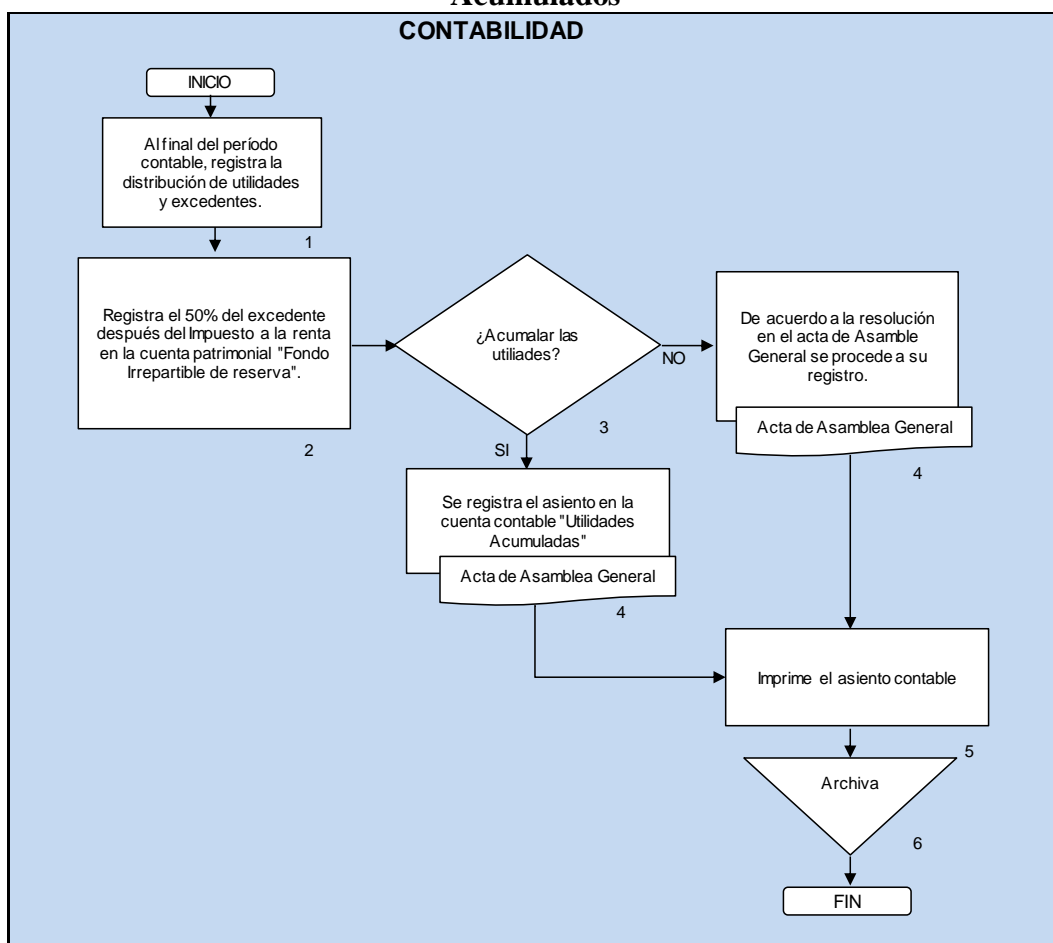 Acumulados
CONTABILIDAD
INICIO
Al final del período
contable, registra la
distribución de utilidades
y excedentes.
1
Registra el 50% del excedente
después del Impuesto a la renta
en la cuenta patrimonial "Fondo
Irrepartible de reserva".
2
¿Acumalar las
utiliades?
3
NO
SI
De acuerdo a la resolución
en el acta de Asamble
General se procede a su
registro.
Acta de Asamblea General
4
Se registra el asiento en la
cuenta contable "Utilidades
Acumuladas"
Acta de Asamblea General
4
Imprime el asiento contable
5
Archiva
6
FIN